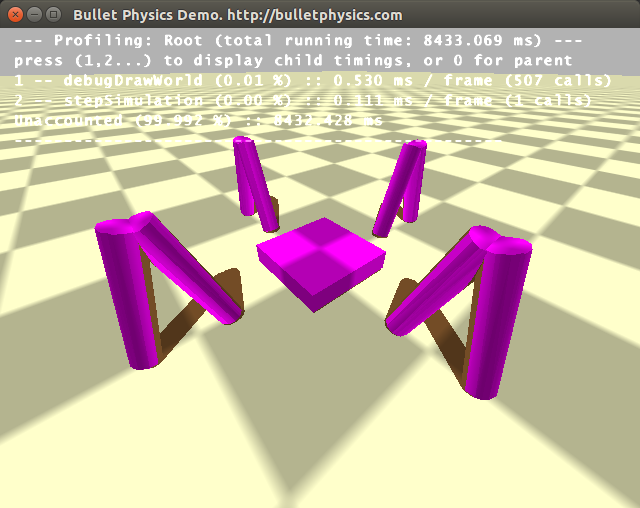 Bullet Physics Demo. http://bulletphysics.com
--- Profiling: Root (total running time: 8433.069 ms) ---
press (1,2...) to display child timings, or 0 for parent
1 -- debugDrawWorld (0.01 %) :: 0.530 ms / frame (507 calls)
2 -- stepSimulation (0.00 %) :: 0.111 ms / frame (1 calls)
Unaccounted (99.992 %) :: 8432.428 ms
-------------------------------------------------